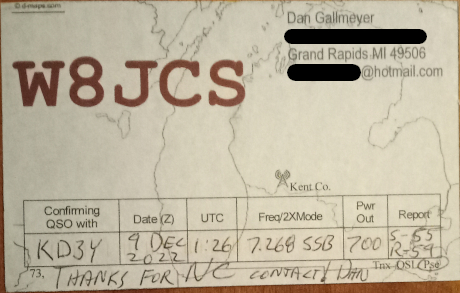 © d-maps.com
Dan Gallmeyer
Grand Rapids MI 49506
@hotmail.com
W8JCS
Kent Co.
Confirming QSO with Date (Z) UTC Freq/2XMode Pwr Out Report
KD3Y 9 DEC 2022 1:26 7.268 SSB 700 S-55 R-59
73, THANKS FOR NC CONTACT! DAN Tnx QSL Pse